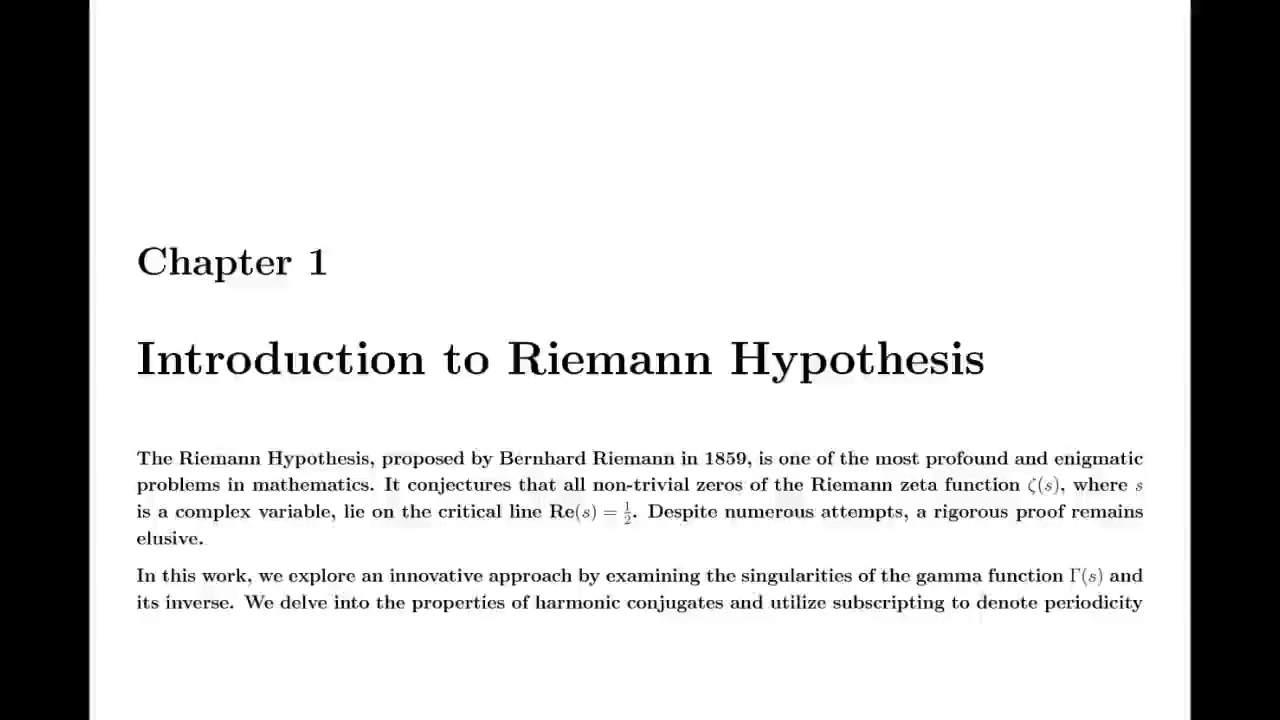 Chapter 1
Introduction to Riemann Hypothesis
The Riemann Hypothesis, proposed by Bernhard Riemann in 1859, is one of the most profound and enigmatic
problems in mathematics. It conjectures that all non-trivial zeros of the Riemann zeta function ζ(s), where s
is a complex variable, lie on the critical line Re(s) = 1/2. Despite numerous attempts, a rigorous proof remains
elusive.
In this work, we explore an innovative approach by examining the singularities of the gamma function Γ(s) and
its inverse. We delve into the properties of harmonic conjugates and utilize subscripting to denote periodicity